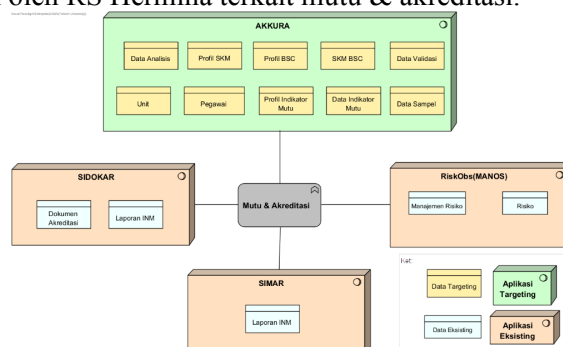 oleh RS Hermina terkait mutu & akreditasi.
AKKURA
Data Analisis
Profil SKM
Profil BSC
SKM BSC
Data Validasi
Unit
Pegawai
Profil Indikator
Mutu
Data Indikator
Mutu
Data Sampel
SIDOKAR
Dokumen
Akreditasi
Laporan INM
Mutu & Akreditasi
RiskObs(MANOS)
Manajemen Risiko
Risiko
SIMAR
Laporan INM
Ket:
Data Targeting
Aplikasi
Targeting
Data Eksisting
Aplikasi
Eksisting